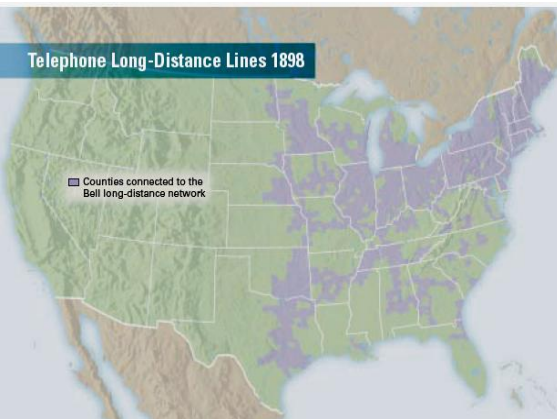 Telephone Long-Distance Lines 1898
Counties connected to the
Bell long-distance network